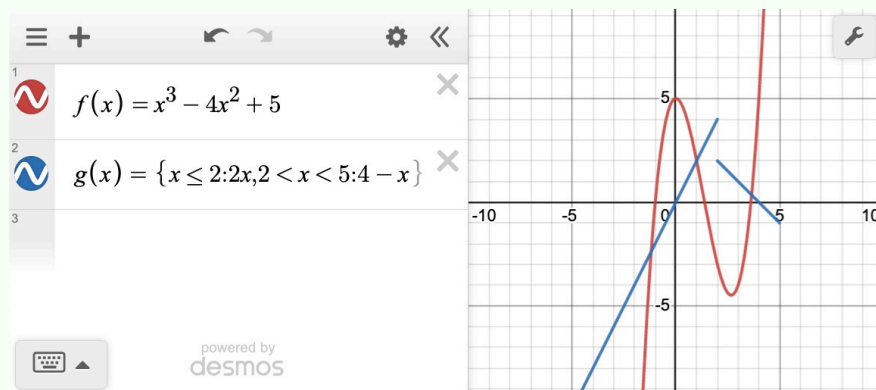 1
f(x) = x³ − 4x² + 5
2
g(x) = {x ≤ 2:2x,2 < x < 5:4 − x}
3
powered by
desmos
5
-10 -5 0 5 10
-5